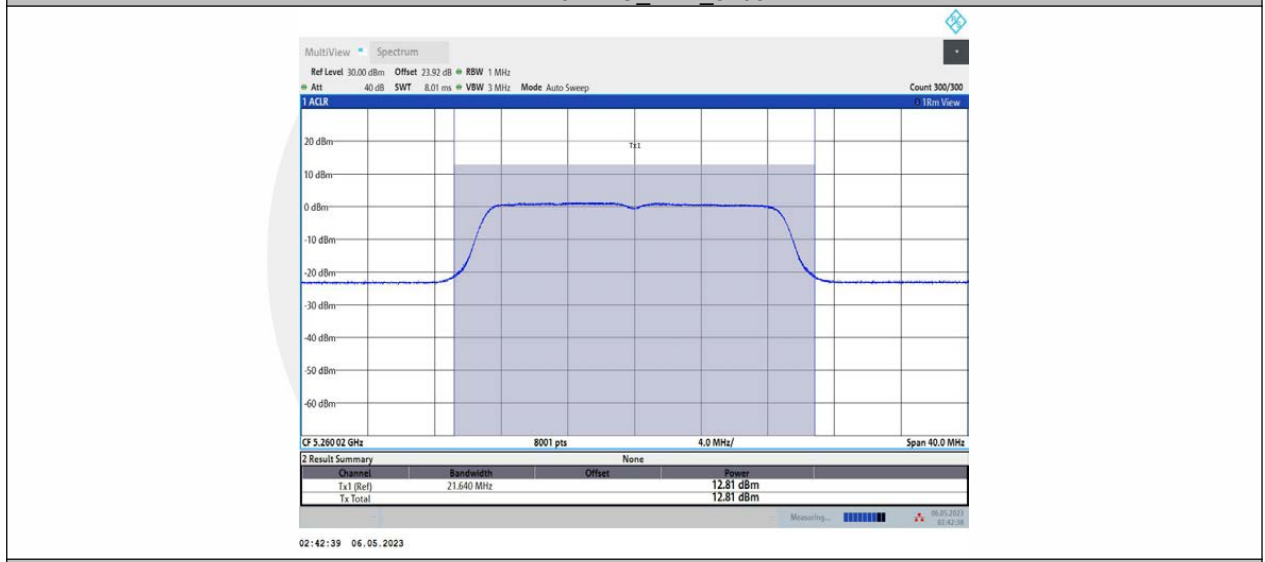 MultiView Spectrum
Ref Level 30.00 dBm Offset 23.92 dB RBW 1 MHz
Att 40 dB SWT 8.01 ms VBW 3 MHz Mode Auto Sweep Count 300/300
1 ACLR 1Rm View
20 dBm
Tx1
10 dBm
0 dBm
-10 dBm
-20 dBm
-30 dBm
-40 dBm
-50 dBm
-60 dBm
CF 5.260 02 GHz 8001 pts 4.0 MHz/ Span 40.0 MHz
2 Result Summary None
Channel Bandwidth Offset Power
Tx1 (Ref) 21.640 MHz 12.81 dBm
Tx Total 12.81 dBm
Measuring... 06.05.2023
02:42:38
02:42:39 06.05.2023